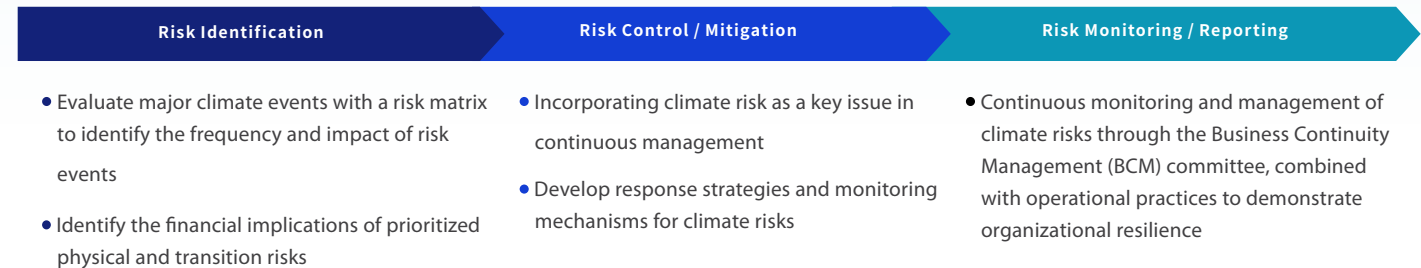 Risk Identification
Risk Control / Mitigation
Risk Monitoring / Reporting
• Evaluate major climate events with a risk matrix
to identify the frequency and impact of risk
events
• Identify the financial implications of prioritized
physical and transition risks
• Incorporating climate risk as a key issue in
continuous management
• Develop response strategies and monitoring
mechanisms for climate risks
• Continuous monitoring and management of
climate risks through the Business Continuity
Management (BCM) committee, combined
with operational practices to demonstrate
organizational resilience